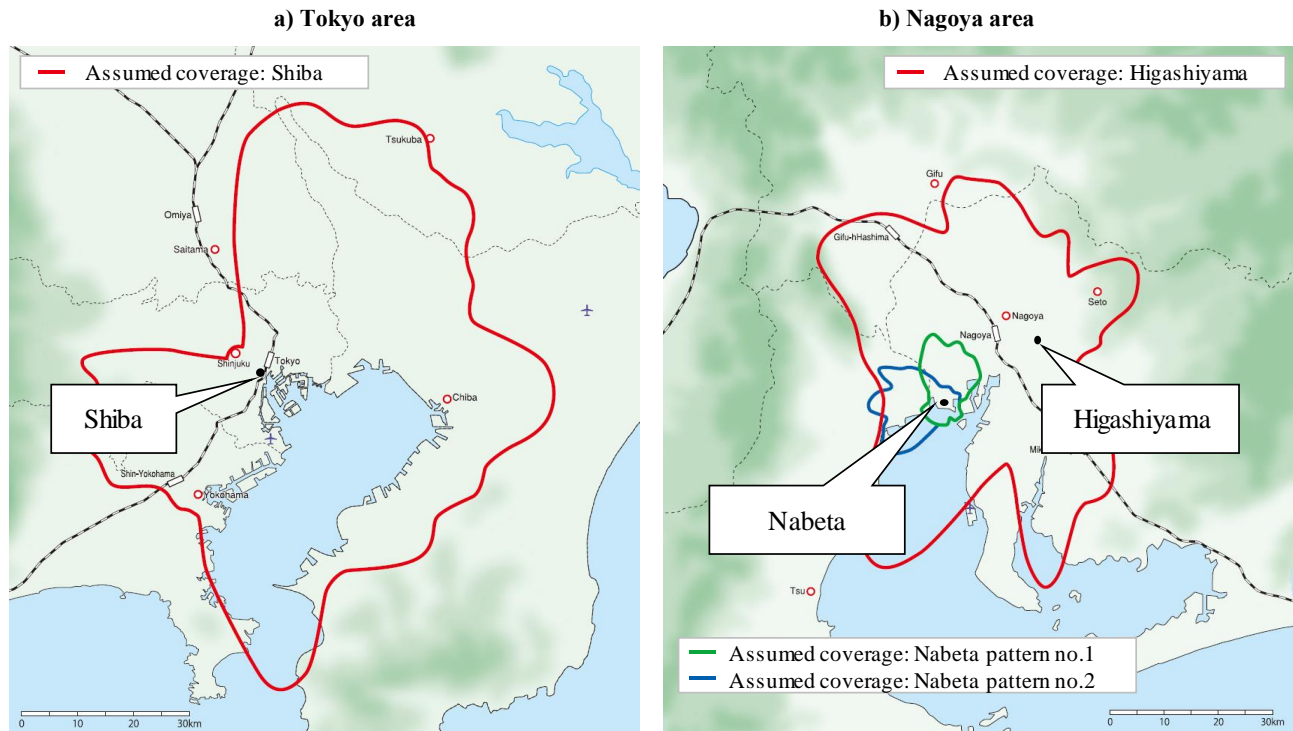 a) Tokyo area
b) Nagoya area
Assumed coverage: Shiba
Assumed coverage: Higashiyama
Tsukuba
Omiya
Saitama
Shinjuku
Tokyo
Shiba
Chiba
Shin-Yokohama
Yokohama
0 10 20 30km
Gifu
Gifu-hHashima
Seto
Nagoya
Nagoya
Higashiyama
Nabeta
Tsu
Assumed coverage: Nabeta pattern no.1
Assumed coverage: Nabeta pattern no.2
0 10 20 30km